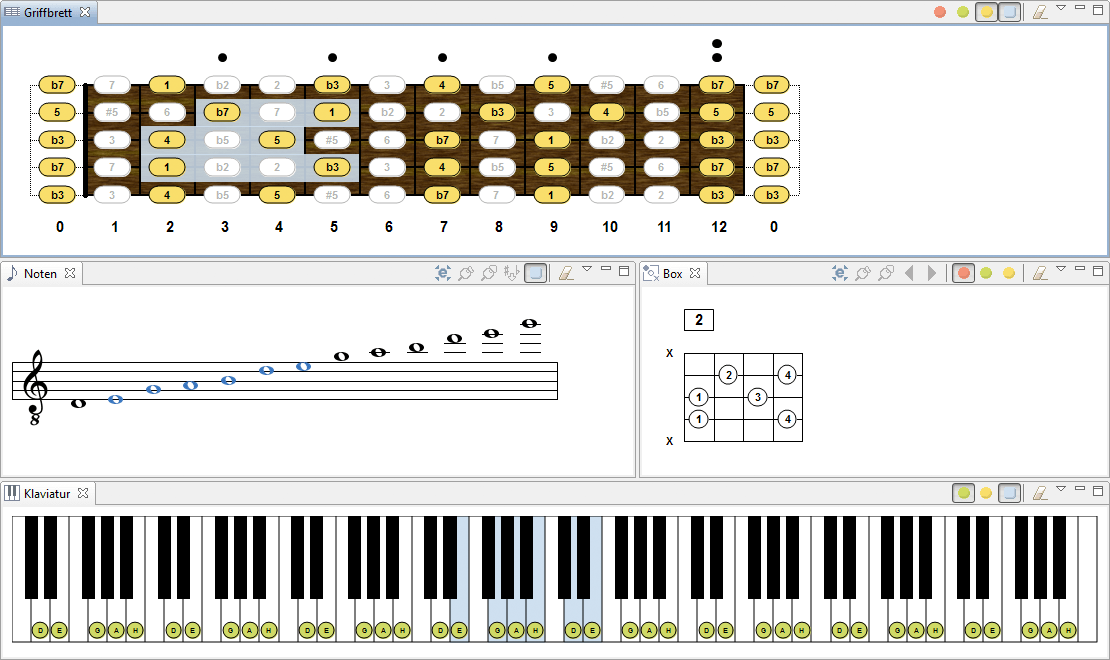 Griffbrett
b7 7 1 b2 2 b3 3 4 b5 5 #5 6 b7 b7
5 #5 6 b7 7 1 b2 2 b3 3 4 b5 5 5
b3 3 4 b5 5 #5 6 b7 7 1 b2 2 b3 b3
b7 7 1 b2 2 b3 3 4 b5 5 #5 6 b7 b7
b3 3 4 b5 5 #5 6 b7 7 1 b2 2 b3 b3
0 1 2 3 4 5 6 7 8 9 10 11 12 0
Noten
8
Box
2
x
2 4
1 3
1 4
x
Klaviatur
D E G A H D E G A H D E G A H D E G A H D E G A H D E G A H D E G A H D E G A H